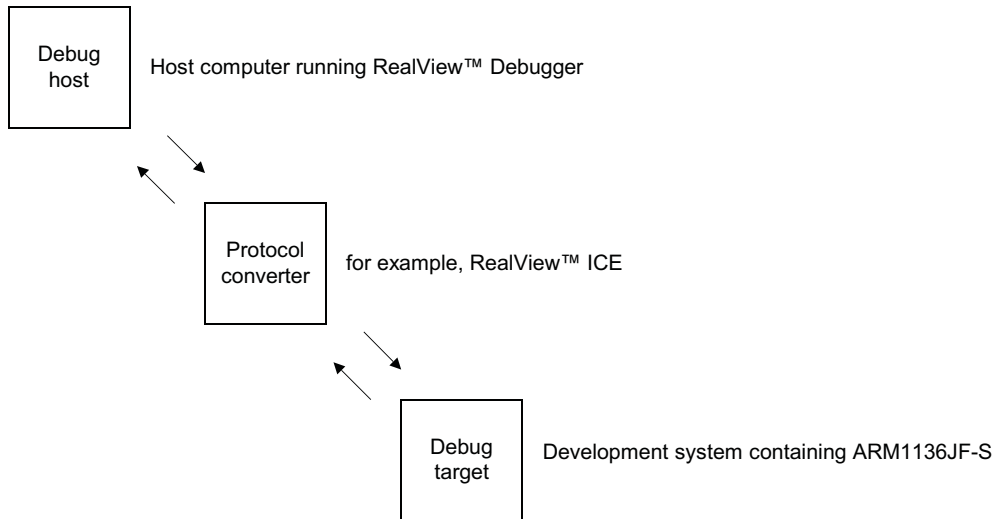 Debug
host
Host computer running RealView™ Debugger
Protocol
converter
for example, RealView™ ICE
Debug
target
Development system containing ARM1136JF-S